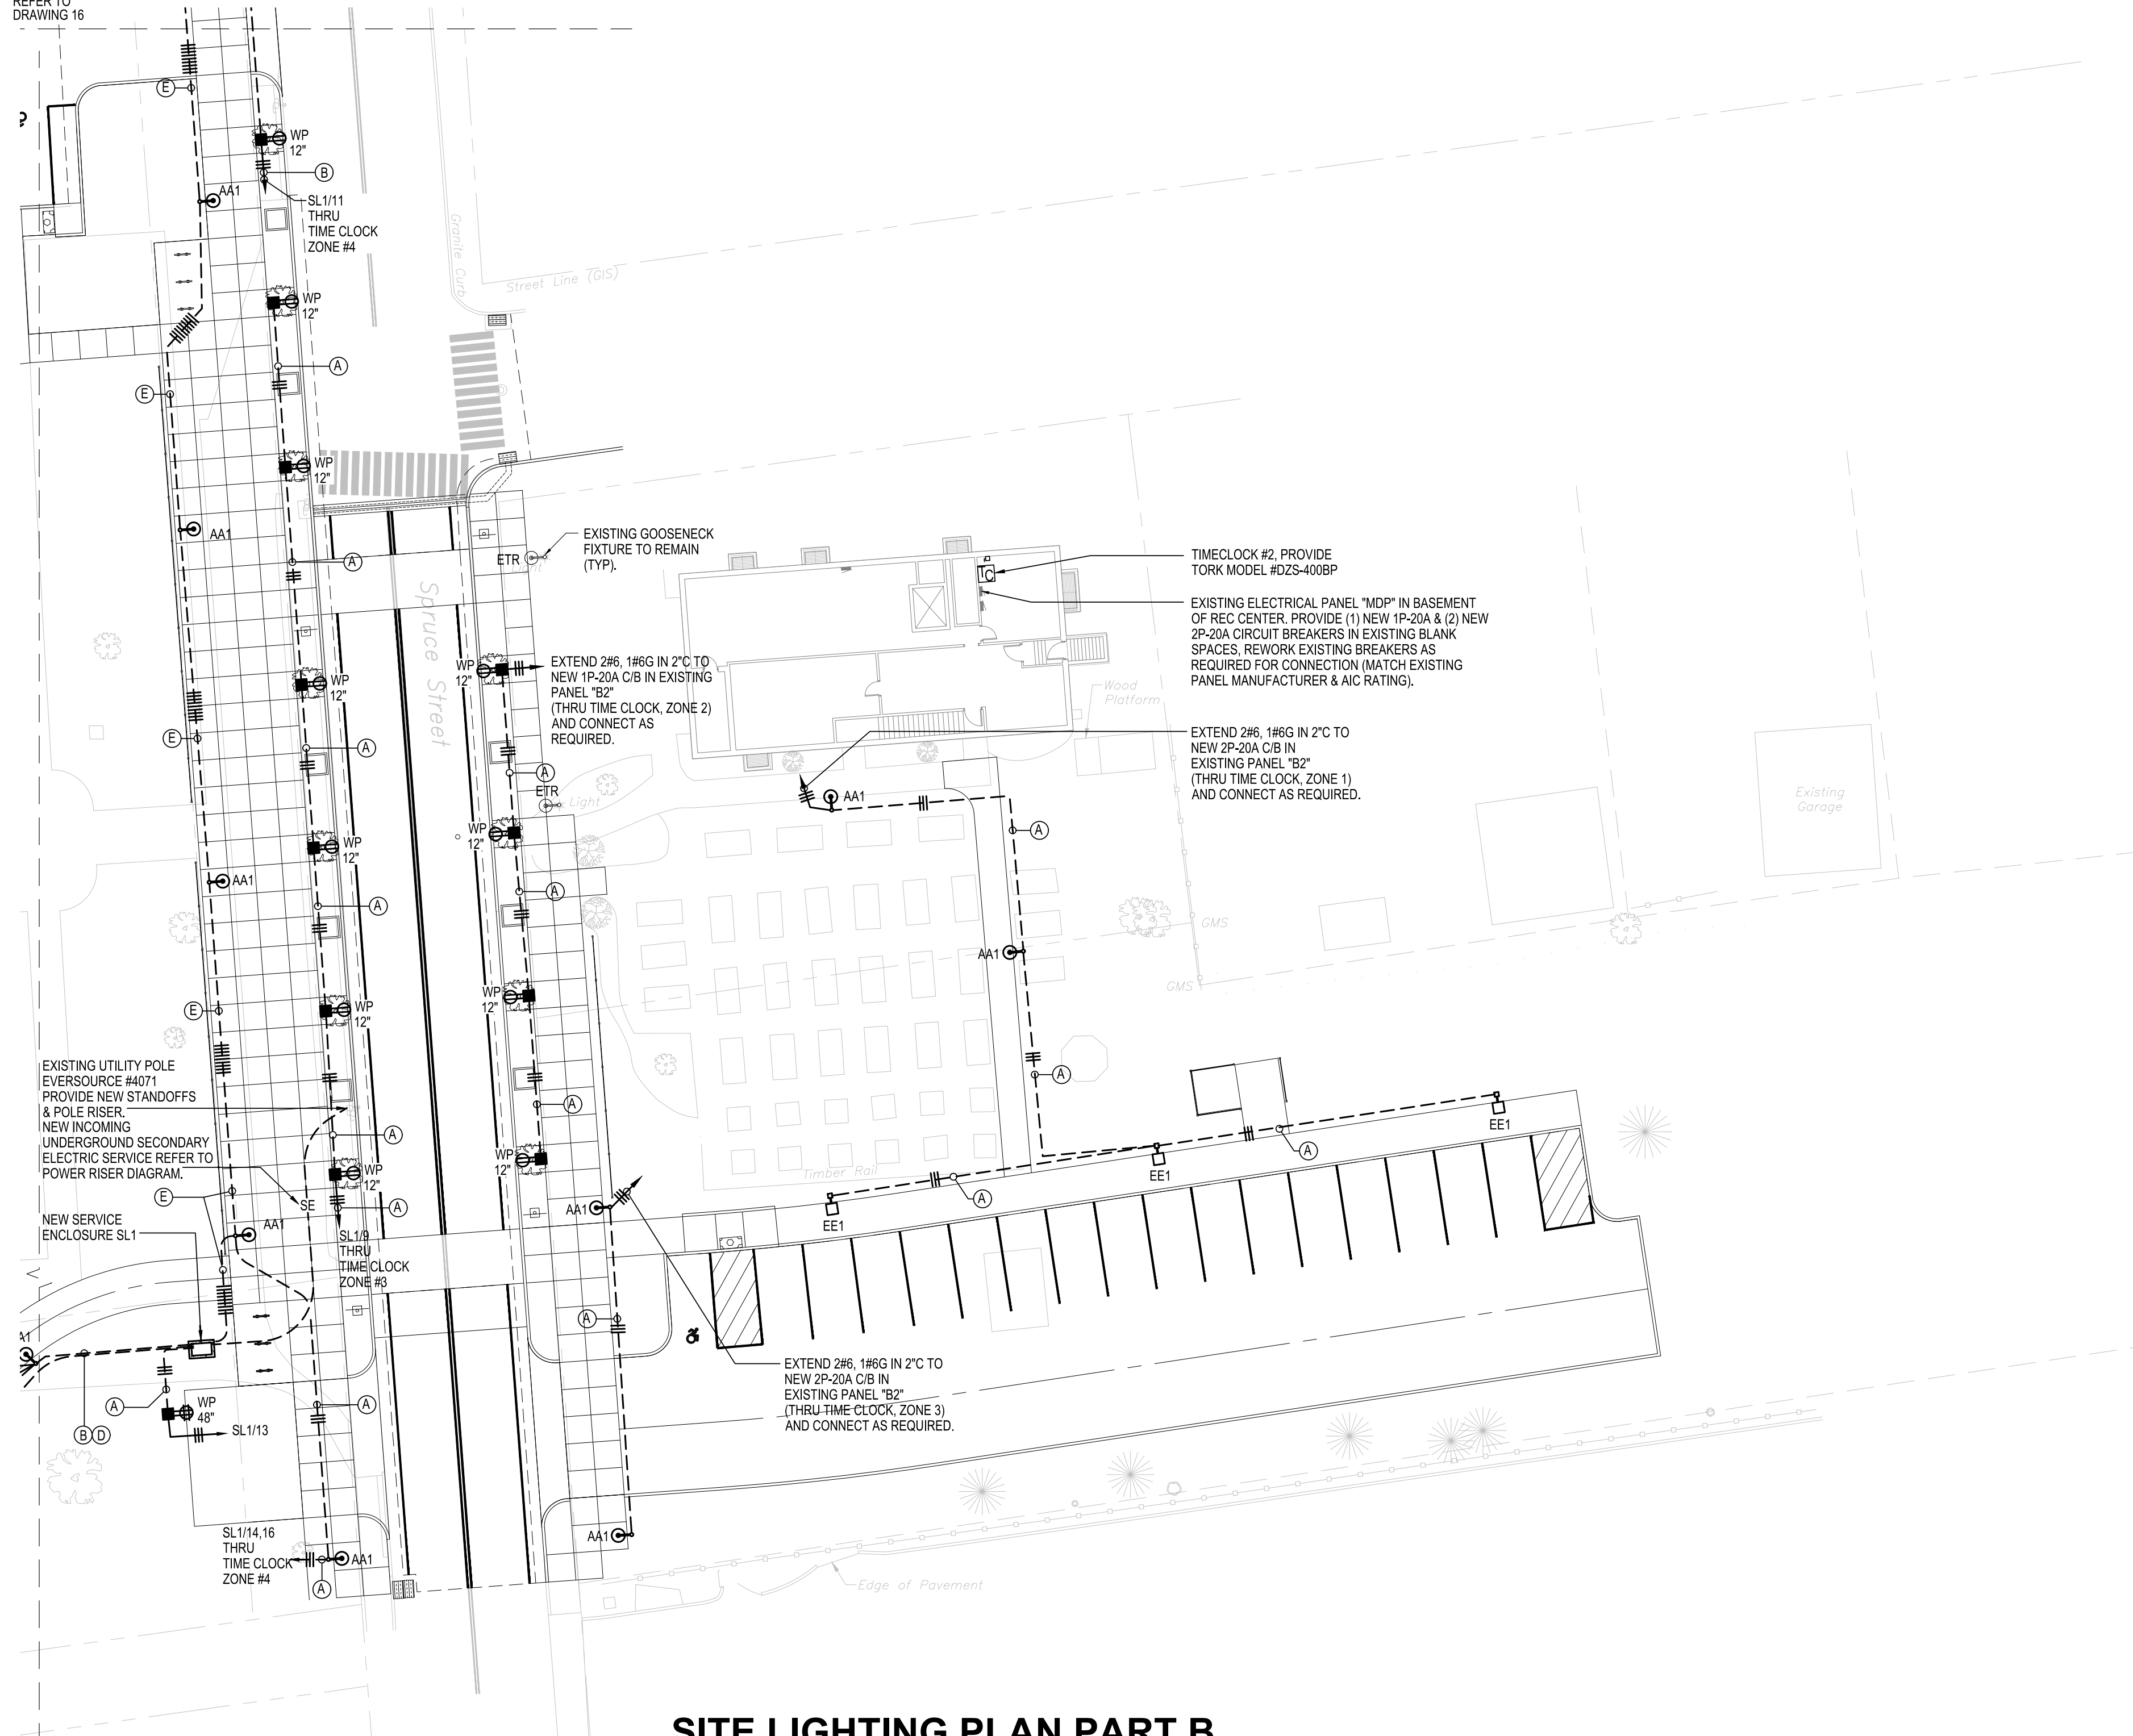 REFER TO
DRAWING 16
E
WP
12"
B
AA1
SL1/11
THRU
TIME CLOCK
ZONE #4
Granite Curb
Street Line (GIS)
WP
12"
A
E
WP
12"
AA1
A
EXISTING GOOSENECK
FIXTURE TO REMAIN
(TYP).
ETR
Light
TIMECLOCK #2, PROVIDE
TORK MODEL #DZS-400BP
TC
EXISTING ELECTRICAL PANEL "MDP" IN BASEMENT
OF REC CENTER. PROVIDE (1) NEW 1P-20A & (2) NEW
2P-20A CIRCUIT BREAKERS IN EXISTING BLANK
SPACES, REWORK EXISTING BREAKERS AS
REQUIRED FOR CONNECTION (MATCH EXISTING
PANEL MANUFACTURER & AIC RATING).
Spruce Street
WP
12"
WP
12"
EXTEND 2#6, 1#6G IN 2"C TO
NEW 1P-20A C/B IN EXISTING
PANEL "B2"
(THRU TIME CLOCK, ZONE 2)
AND CONNECT AS
REQUIRED.
Wood
Platform
EXTEND 2#6, 1#6G IN 2"C TO
NEW 2P-20A C/B IN
EXISTING PANEL "B2"
(THRU TIME CLOCK, ZONE 1)
AND CONNECT AS REQUIRED.
E
A
A
ETR
Light
AA1
Existing
Garage
WP
12"
WP
12"
A
AA1
A
A
GMS
AA1
GMS
E
WP
12"
WP
12"
EXISTING UTILITY POLE
EVERSOURCE #4071
PROVIDE NEW STANDOFFS
& POLE RISER.
NEW INCOMING
UNDERGROUND SECONDARY
ELECTRIC SERVICE REFER TO
POWER RISER DIAGRAM.
A
A
A
EE1
A
WP
12"
WP
12"
Timber Rail
EE1
E
SE
A
A
AA1
EE1
NEW SERVICE
ENCLOSURE SL1
AA1
SL1/9
THRU
TIME CLOCK
ZONE #3
A
EXTEND 2#6, 1#6G IN 2"C TO
NEW 2P-20A C/B IN
EXISTING PANEL "B2"
(THRU TIME CLOCK, ZONE 3)
AND CONNECT AS REQUIRED.
A
WP
48"
A
B D
SL1/13
SL1/14,16
THRU
TIME CLOCK
ZONE #4
AA1
A
AA1
Edge of Pavement
SITE LIGHTING PLAN PART B